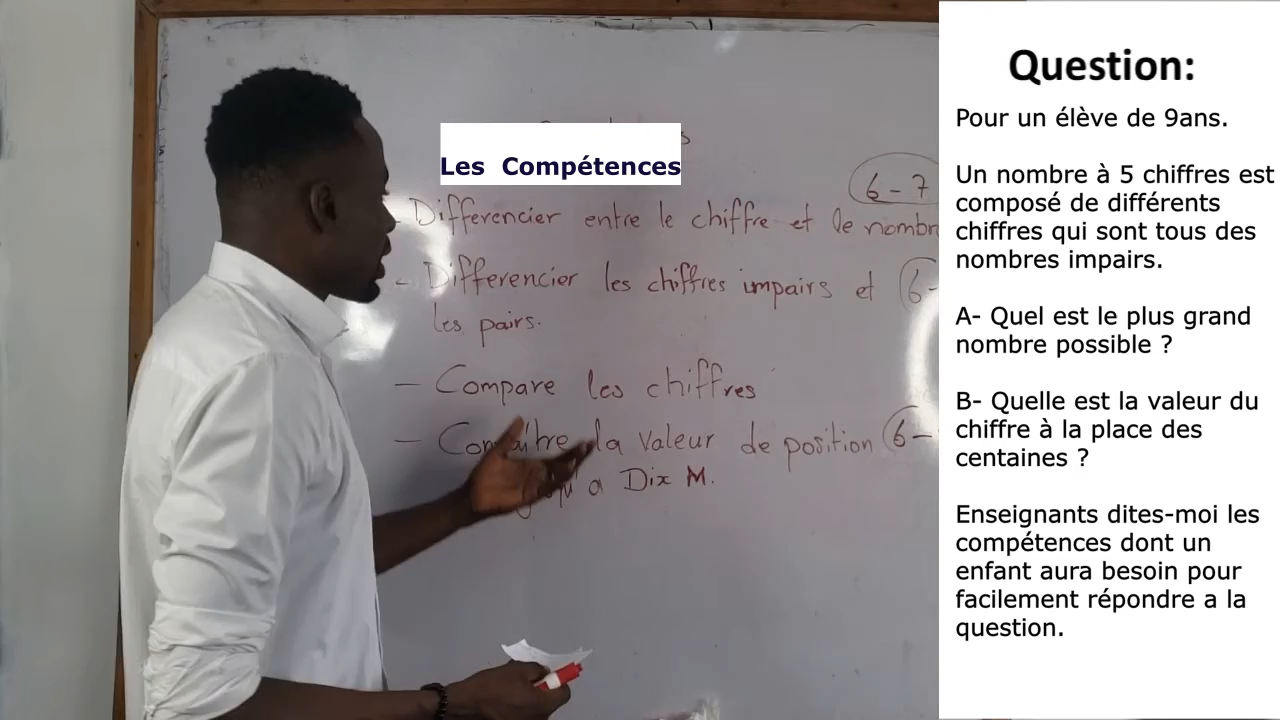 Les Compétences
6-7
- Differencier entre le chiffre et le nombre
- Differencier les chiffres impairs et
les pairs.
- Compare les chiffres
- Connaître la valeur de position
a Dix M.
Question:
Pour un élève de 9ans.
Un nombre à 5 chiffres est
composé de différents
chiffres qui sont tous des
nombres impairs.
A- Quel est le plus grand
nombre possible ?
B- Quelle est la valeur du
chiffre à la place des
centaines ?
Enseignants dites-moi les
compétences dont un
enfant aura besoin pour
facilement répondre a la
question.